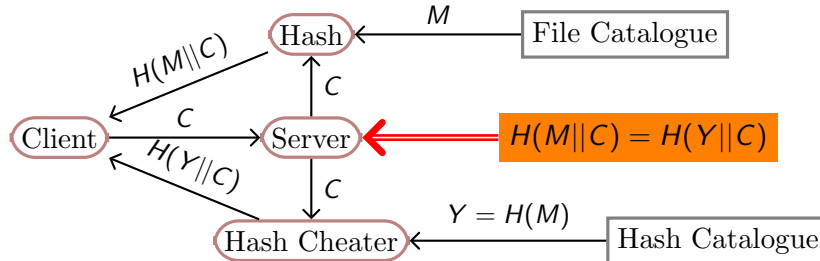 Hash
M
File Catalogue
H(M||C)
C
Client
C
Server
H(M||C) = H(Y||C)
H(Y||C)
C
Y = H(M)
Hash Cheater
Hash Catalogue